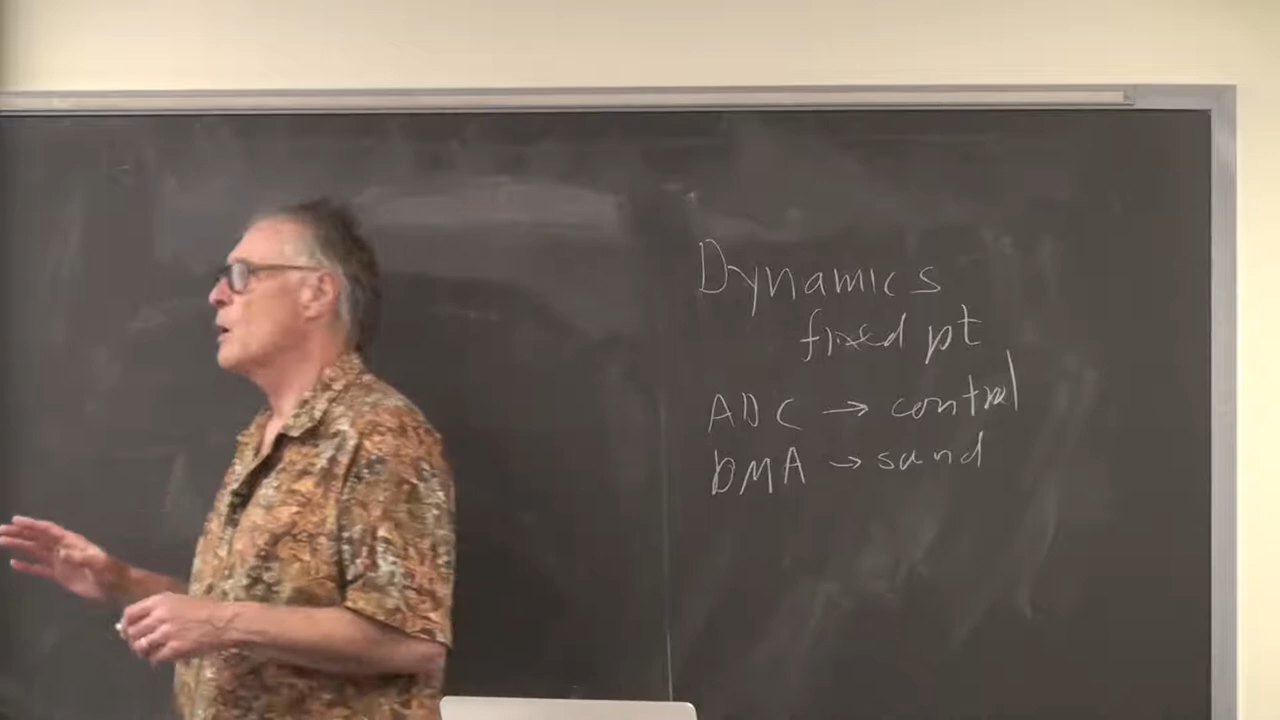 Dynamics
fixed pt
ADC → control
DMA → sound